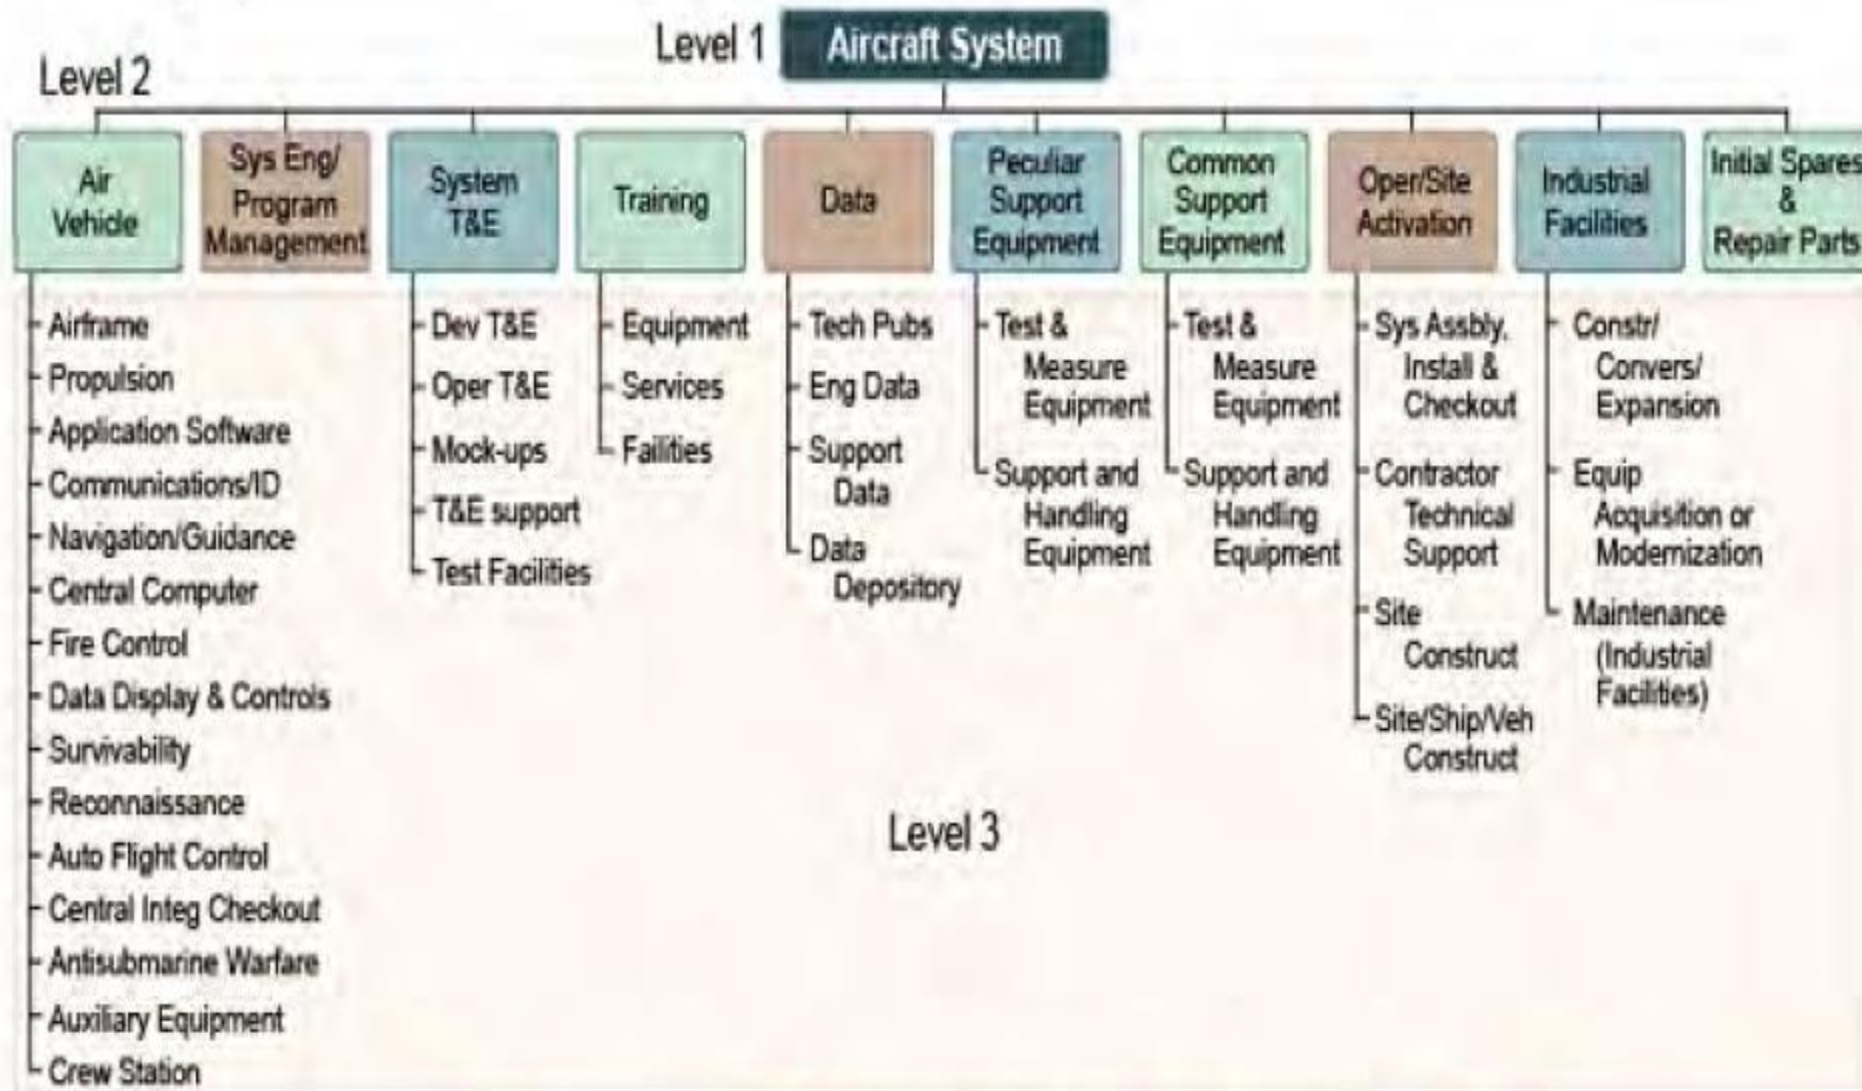 Level 1
Aircraft System
Level 2
Air
Vehicle
Sys Eng/
Program
Management
System
T&E
Training
Data
Peculiar
Support
Equipment
Common
Support
Equipment
Oper/Site
Activation
Industrial
Facilities
Initial Spares
&
Repair Parts
Airframe
Propulsion
Application Software
Communications/ID
Navigation/Guidance
Central Computer
Fire Control
Data Display & Controls
Survivability
Reconnaissance
Auto Flight Control
Central Integ Checkout
Antisubmarine Warfare
Auxiliary Equipment
Crew Station
Dev T&E
Oper T&E
Mock-ups
T&E support
Test Facilities
Equipment
Services
Failities
Tech Pubs
Eng Data
Support
Data
Data
Depository
Test &
Measure
Equipment
Support and
Handling
Equipment
Test &
Measure
Equipment
Support and
Handling
Equipment
Sys Assbly,
Install &
Checkout
Contractor
Technical
Support
Site
Construct
Site/Ship/Veh
Construct
Constr/
Convers/
Expansion
Equip
Acquisition or
Modernization
Maintenance
(Industrial
Facilities)
Level 3